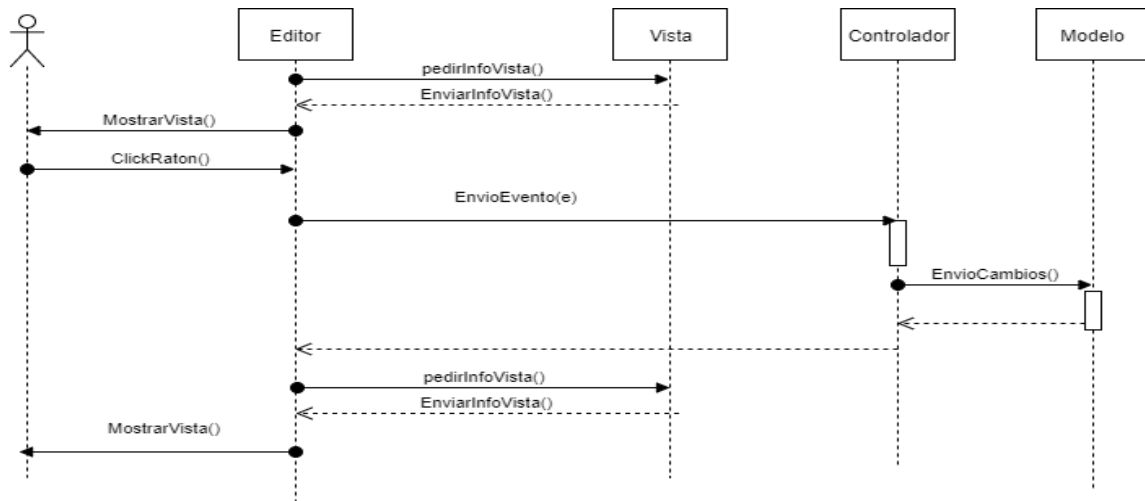 Editor
Vista
Controlador
Modelo
pedirInfoVista()
EnviarInfoVista()
MostrarVista()
ClickRaton()
EnvioEvento(e)
EnvioCambios()
pedirInfoVista()
EnviarInfoVista()
MostrarVista()